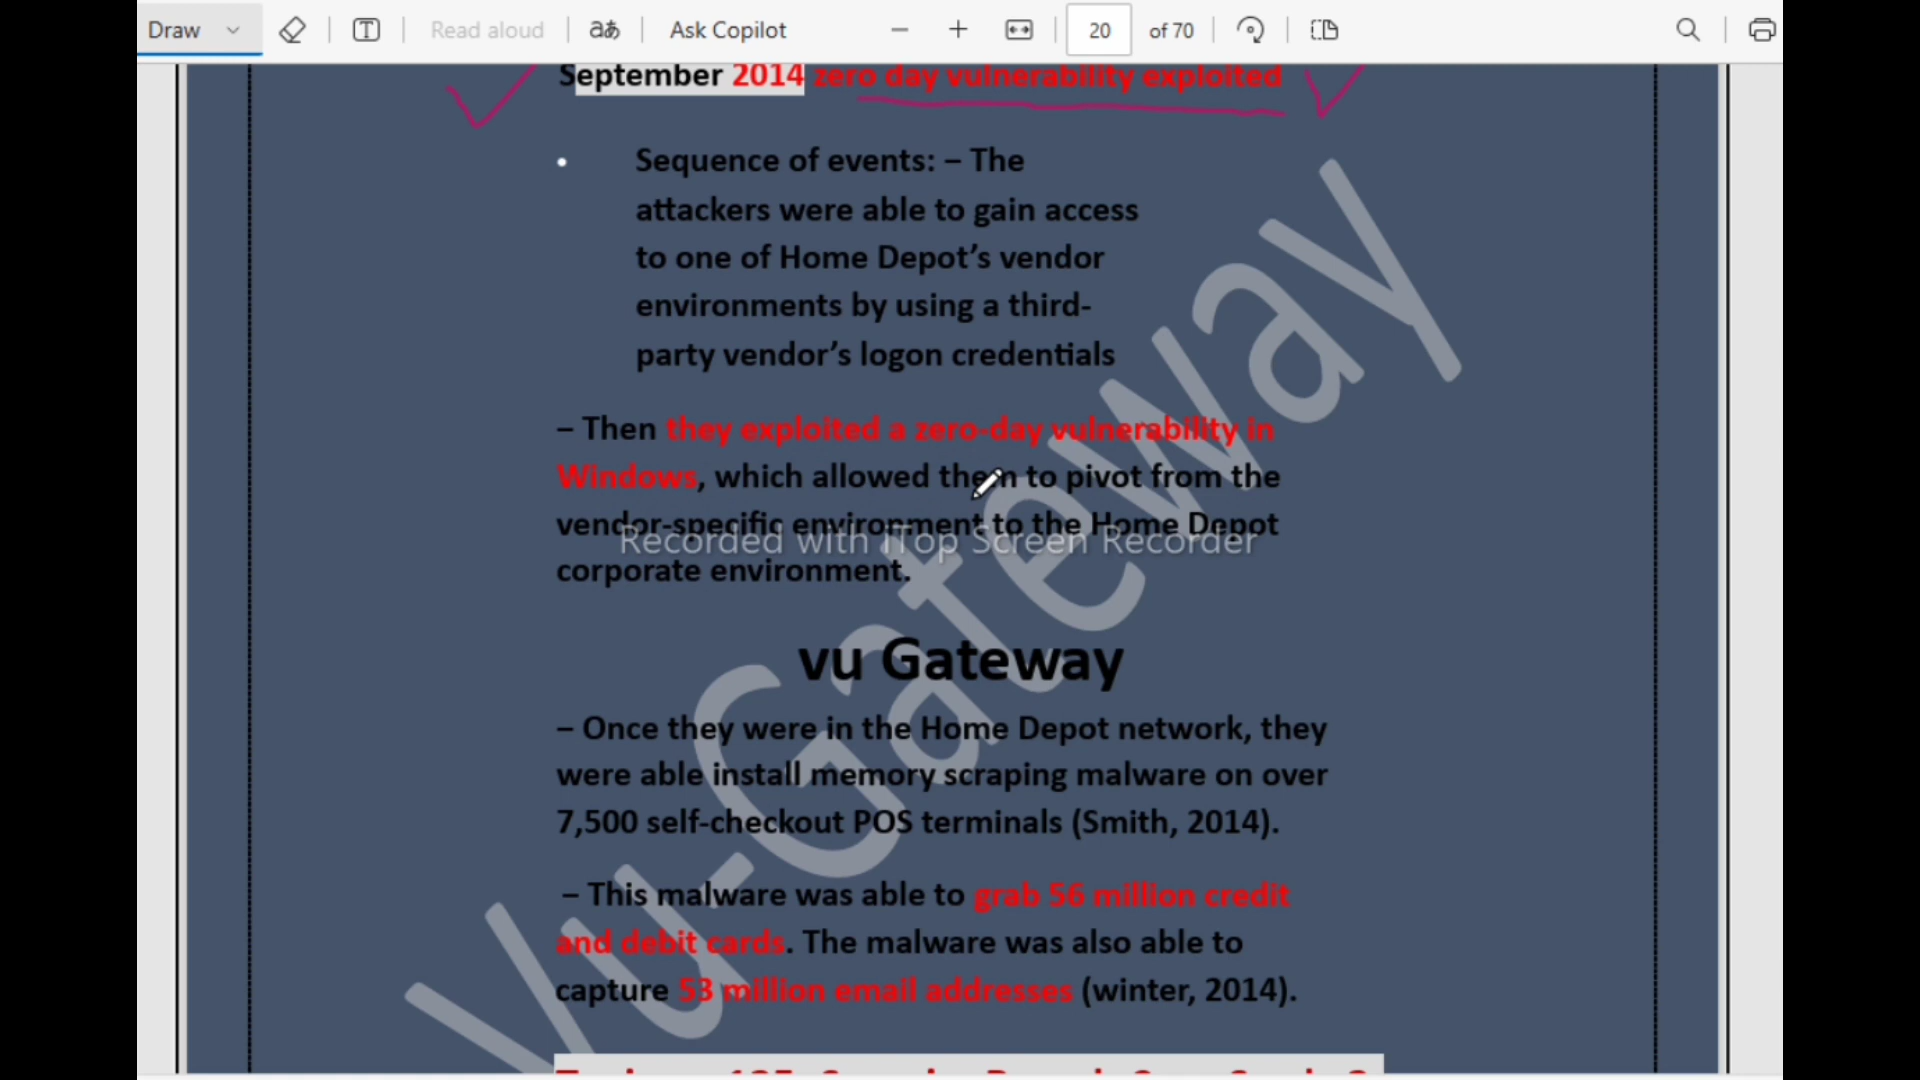 Draw
Read aloud
aあ
Ask Copilot
20
of 70
September 2014 zero day vulnerability exploited
• Sequence of events: – The
attackers were able to gain access
to one of Home Depot’s vendor
environments by using a third-
party vendor’s logon credentials
– Then they exploited a zero-day vulnerability in
Windows, which allowed them to pivot from the
vendor-specific environment to the Home Depot
Recorded with iTop Screen Recorder
corporate environment.
vu Gateway
– Once they were in the Home Depot network, they
were able install memory scraping malware on over
7,500 self-checkout POS terminals (Smith, 2014).
– This malware was able to grab 56 million credit
and debit cards. The malware was also able to
capture 53 million email addresses (winter, 2014).
Vu-Gateway